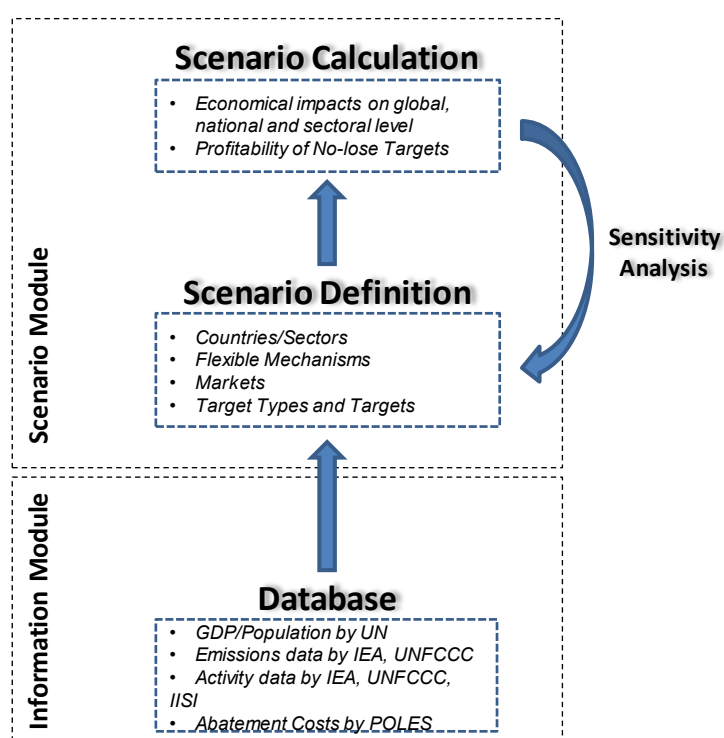 Scenario Calculation
• Economical impacts on global,
national and sectoral level
• Profitability of No-lose Targets
Sensitivity
Analysis
Scenario Module
Scenario Definition
• Countries/Sectors
• Flexible Mechanisms
• Markets
• Target Types and Targets
Information Module
Database
• GDP/Population by UN
• Emissions data by IEA, UNFCCC
• Activity data by IEA, UNFCCC,
IISI
• Abatement Costs by POLES